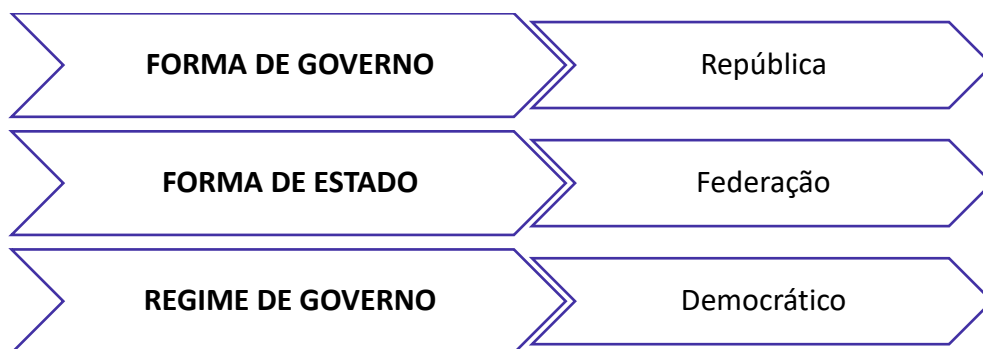 FORMA DE GOVERNO República
FORMA DE ESTADO Federação
REGIME DE GOVERNO Democrático